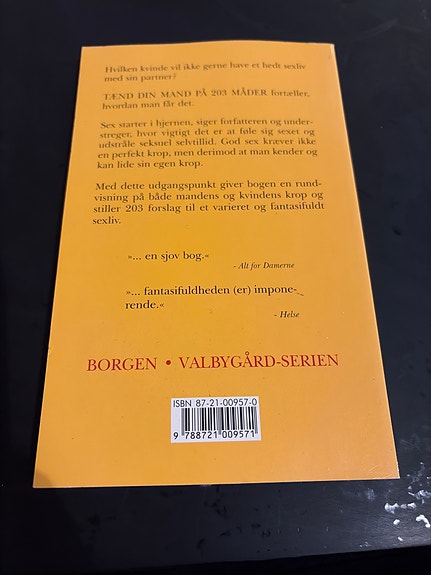 Hvilken kvinde vil ikke gerne have et hedt sexliv
med sin partner?
TÆND DIN MAND PÅ 203 MÅDER fortæller,
hvordan man får det.
Sex starter i hjernen, siger forfatteren og under-
streger, hvor vigtigt det er at føle sig sexet og
udstråle seksuel selvtillid. God sex kræver ikke
en perfekt krop, men derimod at man kender og
kan lide sin egen krop.
Med dette udgangspunkt giver bogen en rund-
visning på både mandens og kvindens krop og
stiller 203 forslag til et varieret og fantasifuldt
sexliv.
»... en sjov bog.«
- Alt for Damerne
»... fantasifuldheden (er) impone-
rende.«
- Helse
BORGEN • VALBYGÅRD-SERIEN
ISBN 87-21-00957-0
9 788721 009571